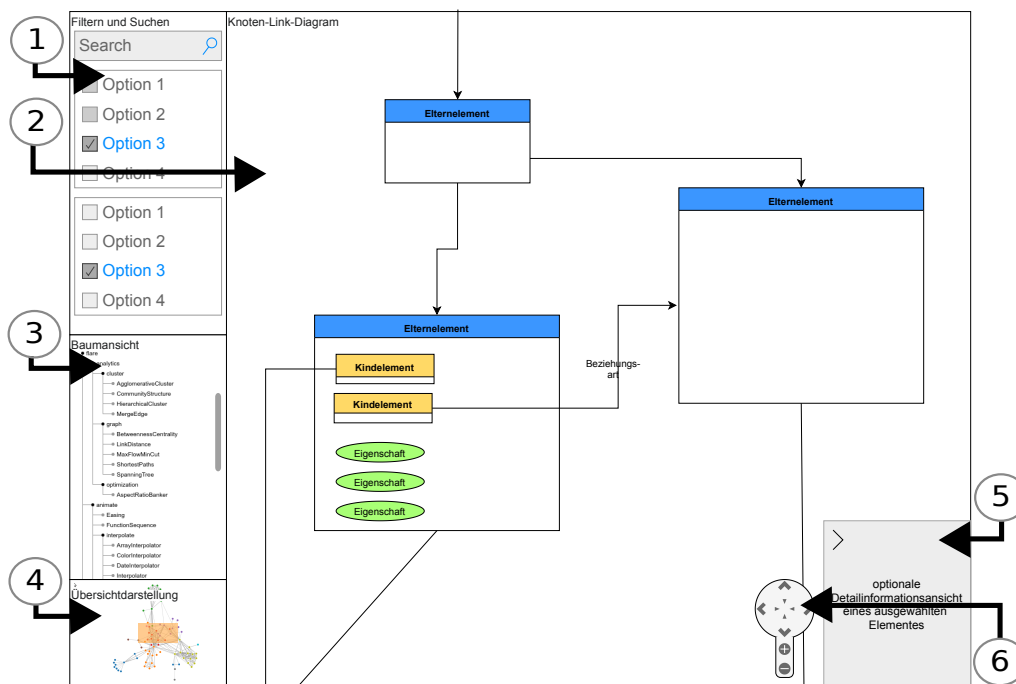 Filtern und Suchen
Search
Option 1
Option 2
Option 3
Option 4
Option 1
Option 2
Option 3
Option 4
Baumansicht
flare
analytics
cluster
AgglomerativeCluster
CommunityStructure
HierarchicalCluster
MergeEdge
graph
BetweennessCentrality
LinkDistance
MaxFlowMinCut
ShortestPaths
SpanningTree
optimization
AspectRatioBanker
animate
Easing
FunctionSequence
interpolate
ArrayInterpolator
ColorInterpolator
DateInterpolator
Interpolator
Übersichtdarstellung
Knoten-Link-Diagram
Elternelement
Elternelement
Elternelement
Kindelement
Kindelement
Eigenschaft
Eigenschaft
Eigenschaft
Beziehungs-
art
optionale
Detailinformationsansicht
eines ausgewählten
Elementes
1
2
3
4
5
6